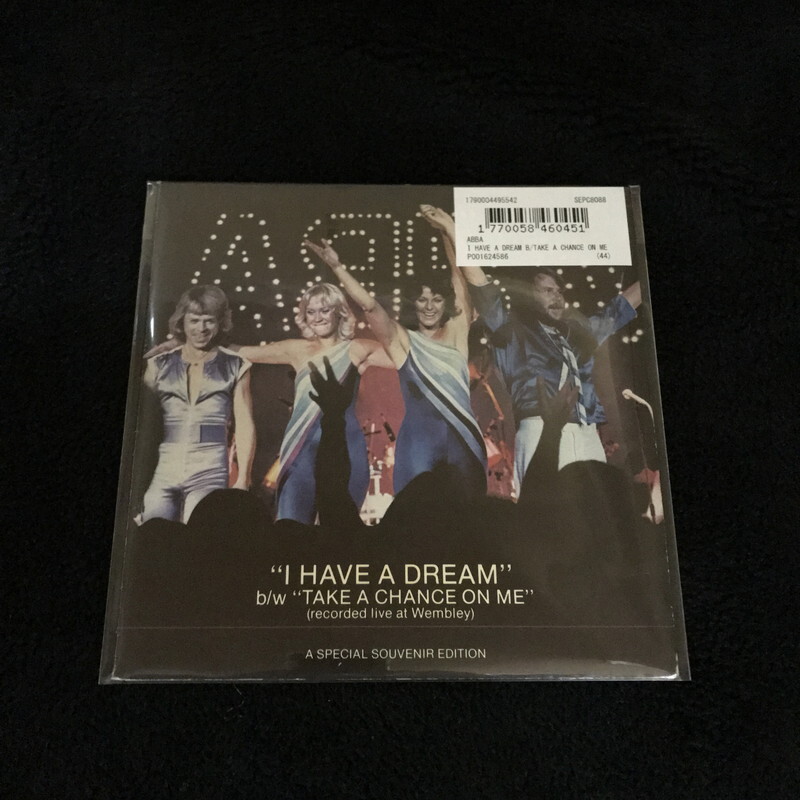 ABBA
1790004495542 SEPC8088
1 770058 460451
ABBA
I HAVE A DREAM B/TAKE A CHANCE ON ME
P001624586 (44)
“I HAVE A DREAM”
b/w “TAKE A CHANCE ON ME”
(recorded live at Wembley)
A SPECIAL SOUVENIR EDITION